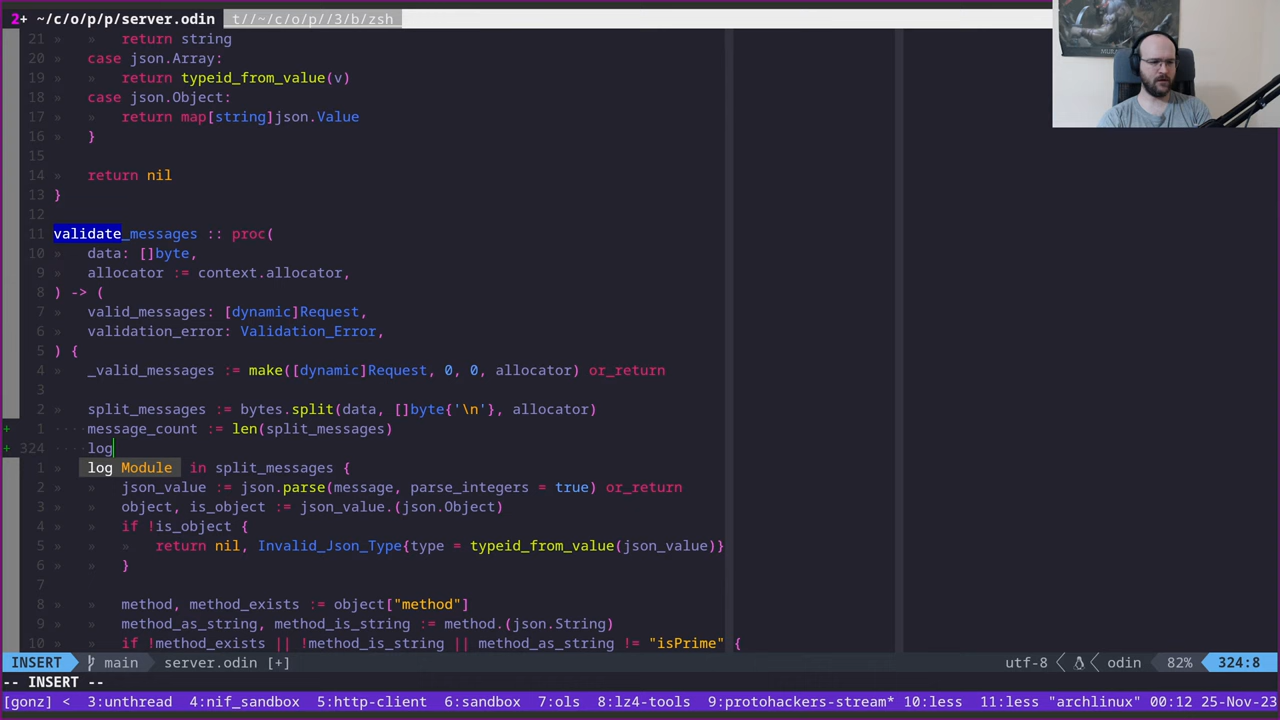 2+ ~/c/o/p/p/server.odin t//~/c/o/p//3/b/zsh
21 » » return string
20 » case json.Array:
19 » » return typeid_from_value(v)
18 » case json.Object:
17 » » return map[string]json.Value
16 » }
15
14 » return nil
13 }
12
11 validate_messages :: proc(
10 » data: []byte,
9 » allocator := context.allocator,
8 ) -> (
7 » valid_messages: [dynamic]Request,
6 » validation_error: Validation_Error,
5 ) {
4 » _valid_messages := make([dynamic]Request, 0, 0, allocator) or_return
3
2 » split_messages := bytes.split(data, []byte{'\n'}, allocator)
+ 1 ····message_count := len(split_messages)
+ 324 ····log
1 » log Module in split_messages {
2 » » json_value := json.parse(message, parse_integers = true) or_return
3 » » object, is_object := json_value.(json.Object)
4 » » if !is_object {
5 » » » return nil, Invalid_Json_Type{type = typeid_from_value(json_value)}
6 » » }
7
8 » » method, method_exists := object["method"]
9 » » method_as_string, method_is_string := method.(json.String)
10 » » if !method_exists || !method_is_string || method_as_string != "isPrime" {
INSERT main server.odin [+] utf-8 odin 82% 324:8
-- INSERT --
[gonz] < 3:unthread 4:nif_sandbox 5:http-client 6:sandbox 7:ols 8:lz4-tools 9:protohackers-stream* 10:less 11:less "archlinux" 00:12 25-Nov-23